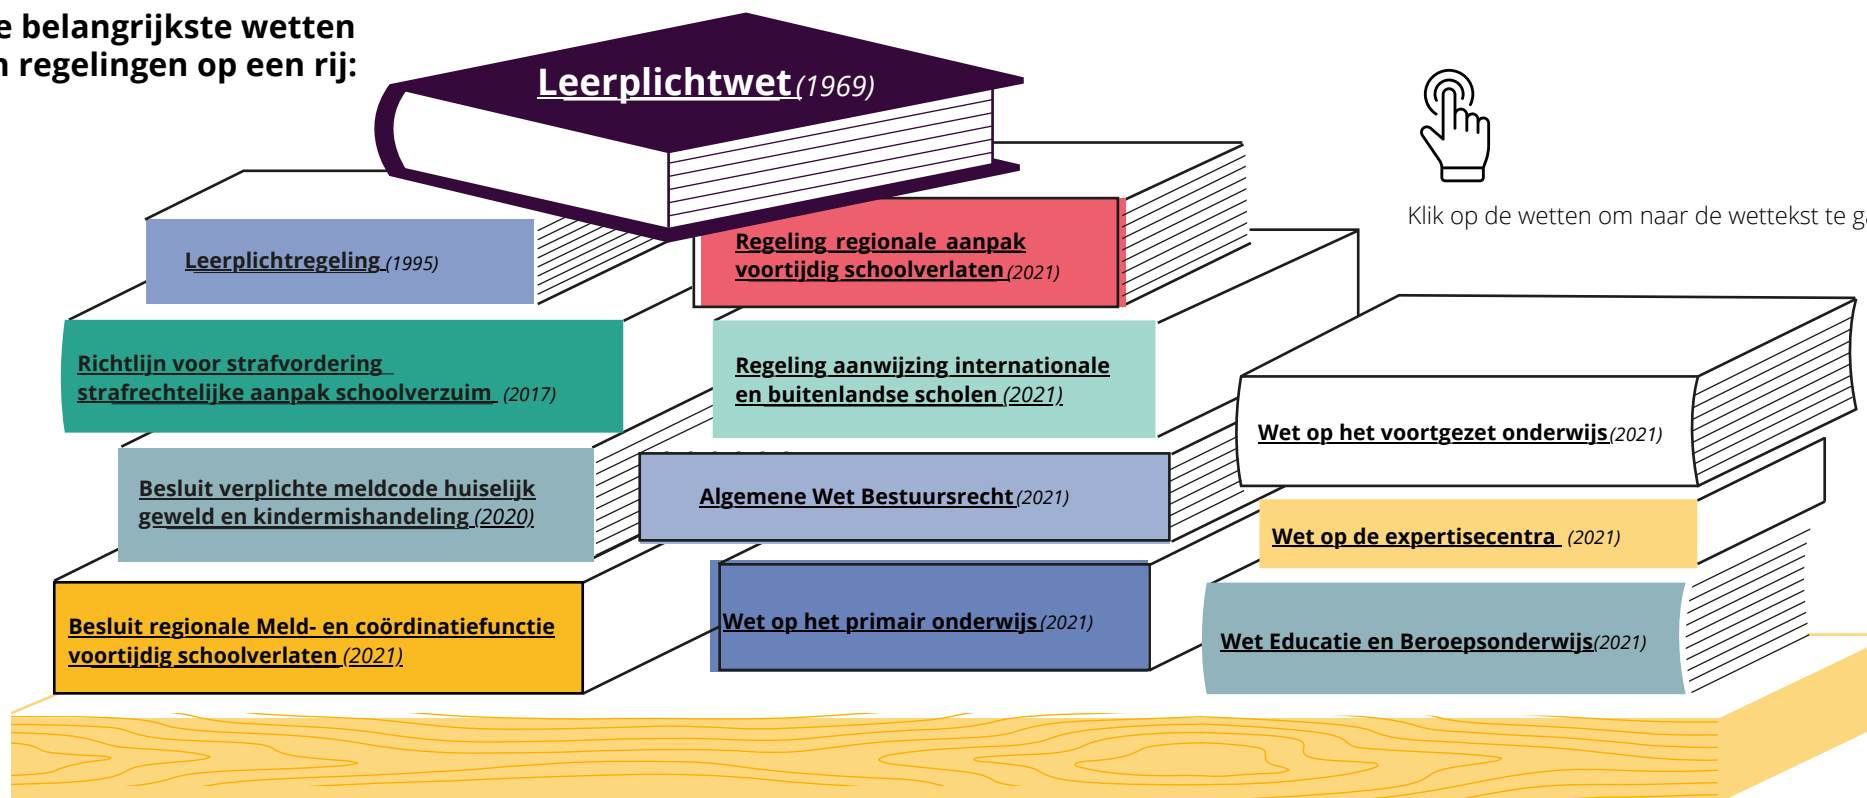 e belangrijkste wetten
n regelingen op een rij:
Leerplichtwet (1969)
Klik op de wetten om naar de wettekst te ga
Leerplichtregeling (1995)
Regeling regionale aanpak
voortijdig schoolverlaten (2021)
Richtlijn voor strafvordering
strafrechtelijke aanpak schoolverzuim (2017)
Regeling aanwijzing internationale
en buitenlandse scholen (2021)
Wet op het voortgezet onderwijs (2021)
Besluit verplichte meldcode huiselijk
geweld en kindermishandeling (2020)
Algemene Wet Bestuursrecht (2021)
Wet op de expertisecentra (2021)
Besluit regionale Meld- en coördinatiefunctie
voortijdig schoolverlaten (2021)
Wet op het primair onderwijs (2021)
Wet Educatie en Beroepsonderwijs (2021)